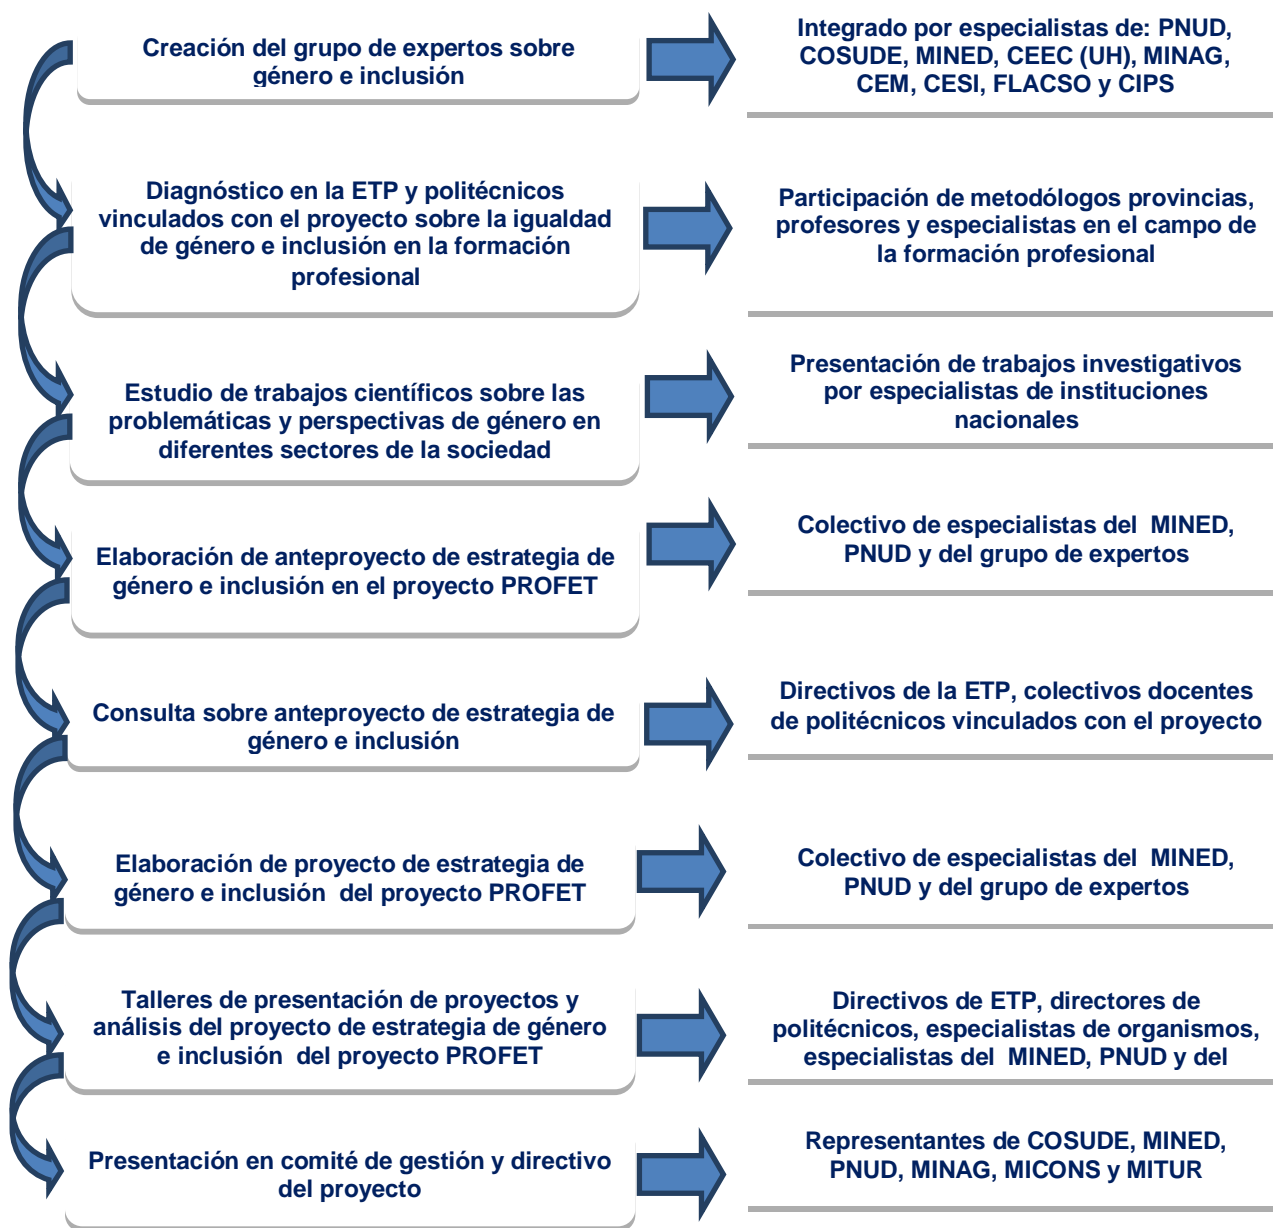 Creación del grupo de expertos sobre
género e inclusión
Integrado por especialistas de: PNUD,
COSUDE, MINED, CEEC (UH), MINAG,
CEM, CESI, FLACSO y CIPS
Diagnóstico en la ETP y politécnicos
vinculados con el proyecto sobre la igualdad
de género e inclusión en la formación
profesional
Participación de metodólogos provincias,
profesores y especialistas en el campo de
la formación profesional
Estudio de trabajos científicos sobre las
problemáticas y perspectivas de género en
diferentes sectores de la sociedad
Presentación de trabajos investigativos
por especialistas de instituciones
nacionales
Elaboración de anteproyecto de estrategia de
género e inclusión en el proyecto PROFET
Colectivo de especialistas del MINED,
PNUD y del grupo de expertos
Consulta sobre anteproyecto de estrategia de
género e inclusión
Directivos de la ETP, colectivos docentes
de politécnicos vinculados con el proyecto
Elaboración de proyecto de estrategia de
género e inclusión del proyecto PROFET
Colectivo de especialistas del MINED,
PNUD y del grupo de expertos
Talleres de presentación de proyectos y
análisis del proyecto de estrategia de género
e inclusión del proyecto PROFET
Directivos de ETP, directores de
politécnicos, especialistas de organismos,
especialistas del MINED, PNUD y del
Presentación en comité de gestión y directivo
del proyecto
Representantes de COSUDE, MINED,
PNUD, MINAG, MICONS y MITUR